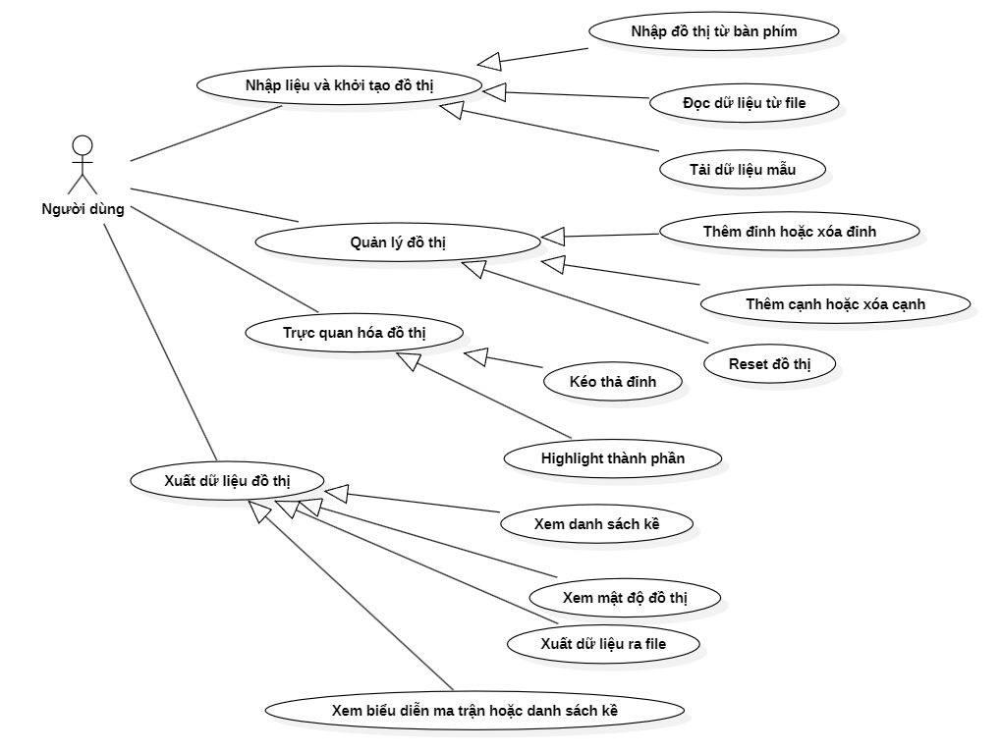 Nhập đồ thị từ bàn phím
Nhập liệu và khởi tạo đồ thị
Đọc dữ liệu từ file
Tải dữ liệu mẫu
Người dùng
Thêm đỉnh hoặc xóa đỉnh
Quản lý đồ thị
Thêm cạnh hoặc xóa cạnh
Trực quan hóa đồ thị
Reset đồ thị
Kéo thả đỉnh
Highlight thành phần
Xuất dữ liệu đồ thị
Xem danh sách kề
Xem mật độ đồ thị
Xuất dữ liệu ra file
Xem biểu diễn ma trận hoặc danh sách kề